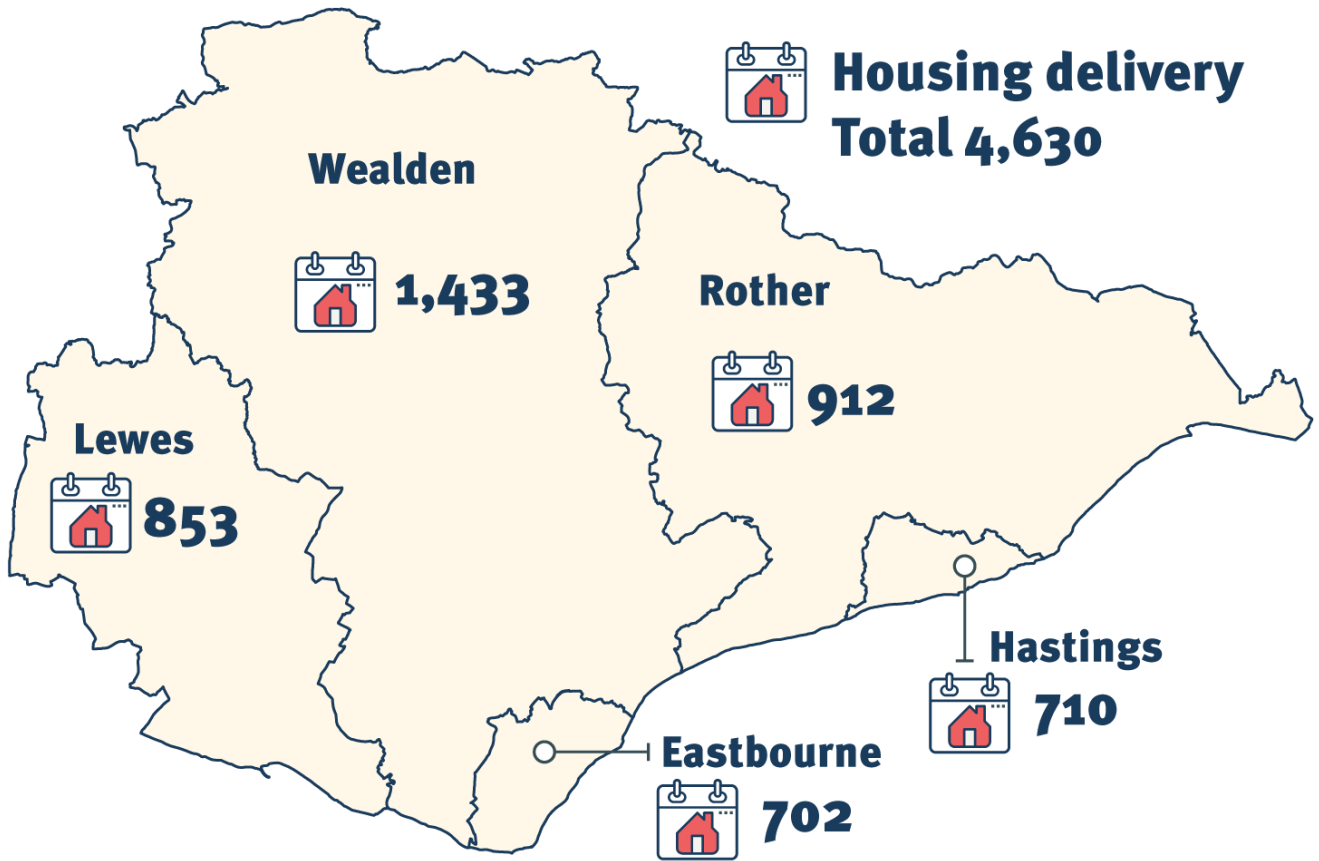 Housing delivery
Total 4,630
Wealden
1,433
Rother
912
Lewes
853
Hastings
710
Eastbourne
702